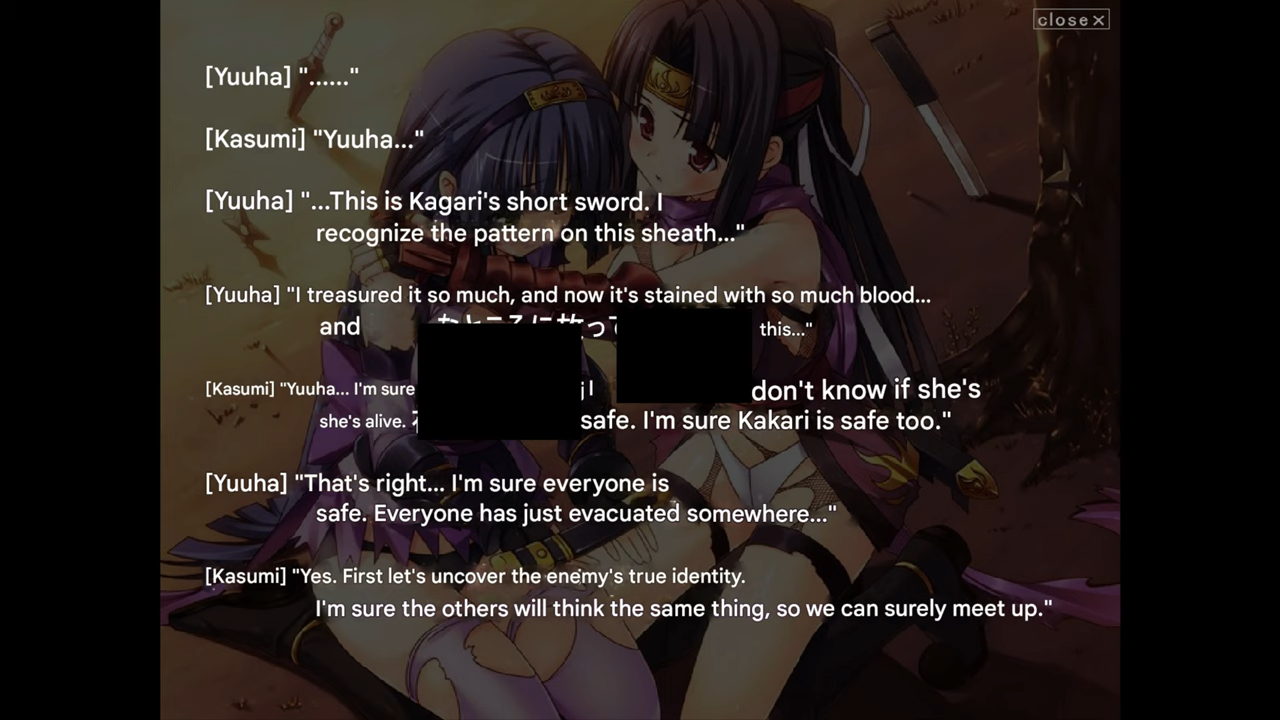 close×
[Yuuha] "......"
[Kasumi] "Yuuha..."
[Yuuha] "...This is Kagari's short sword. I
recognize the pattern on this sheath..."
[Yuuha] "I treasured it so much, and now it's stained with so much blood...
and って this..."
[Kasumi] "Yuuha... I'm sure I don't know if she's
she's alive. safe. I'm sure Kakari is safe too."
[Yuuha] "That's right... I'm sure everyone is
safe. Everyone has just evacuated somewhere..."
[Kasumi] "Yes. First let's uncover the enemy's true identity.
I'm sure the others will think the same thing, so we can surely meet up."